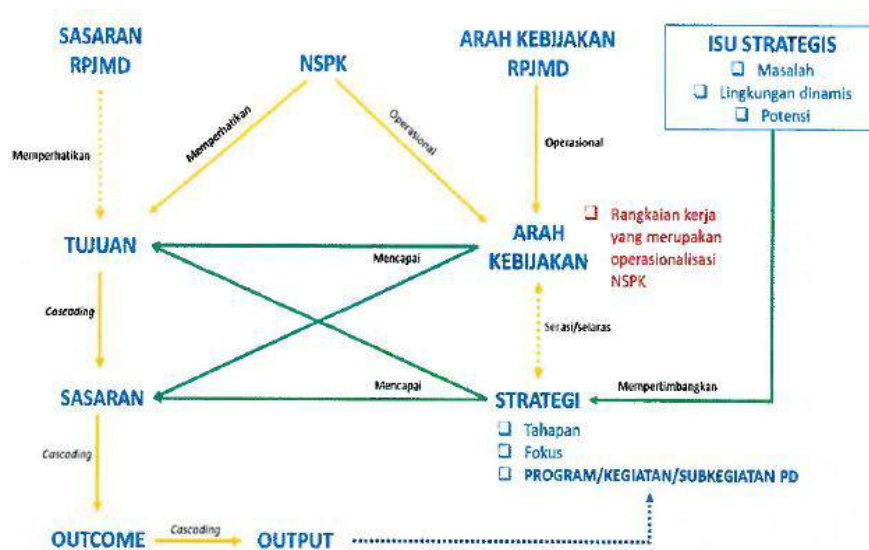 SASARAN
RPJMD
NSPK
ARAH KEBIJAKAN
RPJMD
ISU STRATEGIS
Masalah
Lingkungan dinamis
Potensi
Memperhatikan
Memperhatikan
Operasional
Operasional
TUJUAN
Mencapai
ARAH
KEBIJAKAN
Rangkaian kerja
yang merupakan
operasionalisasi
NSPK
Cascading
Serasi/selaras
SASARAN
Mencapai
STRATEGI
Mempertimbangkan
Tahapan
Fokus
PROGRAM/KEGIATAN/SUBKEGIATAN PD
Cascading
OUTCOME
Cascading
OUTPUT